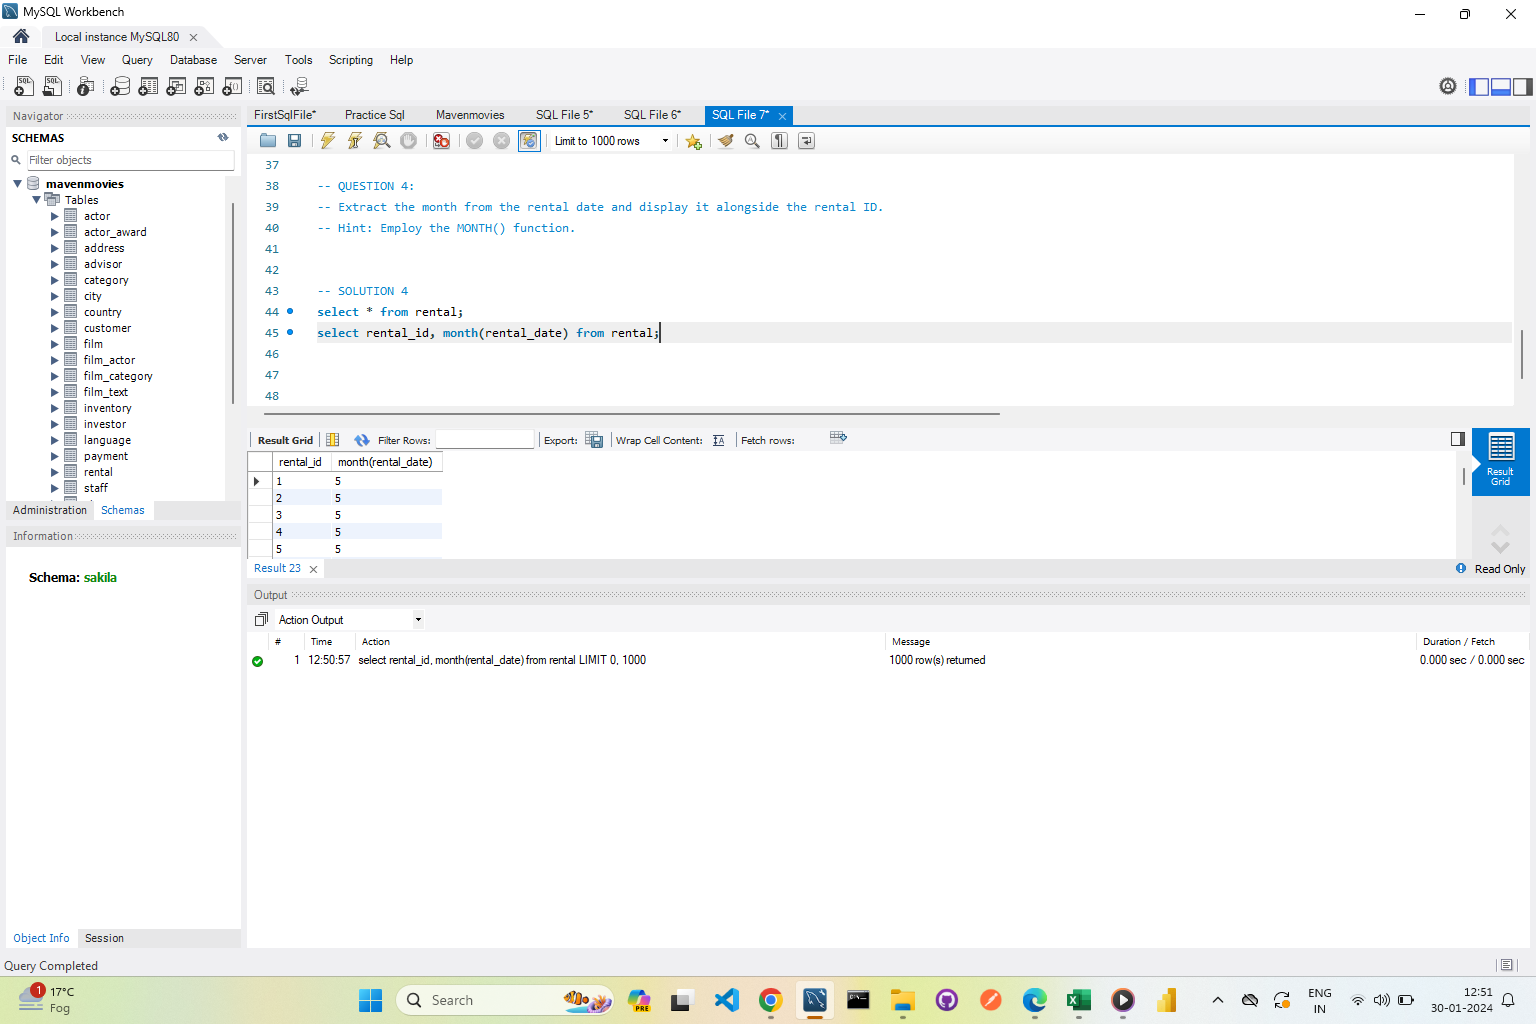 MySQL Workbench
Local instance MySQL80
File Edit View Query Database Server Tools Scripting Help
Navigator
SCHEMAS
Filter objects
mavenmovies
Tables
actor
actor_award
address
advisor
category
city
country
customer
film
film_actor
film_category
film_text
inventory
investor
language
payment
rental
staff
Administration Schemas
Information
Schema: sakila
Object Info Session
FirstSqlFile* Practice Sql Mavenmovies SQL File 5* SQL File 6* SQL File 7*
Limit to 1000 rows
37
38 -- QUESTION 4:
39 -- Extract the month from the rental date and display it alongside the rental ID.
40 -- Hint: Employ the MONTH() function.
41
42
43 -- SOLUTION 4
44 select * from rental;
45 select rental_id, month(rental_date) from rental;
46
47
48
Result Grid Filter Rows: Export: Wrap Cell Content: Fetch rows:
rental_id month(rental_date)
1 5
2 5
3 5
4 5
5 5
Result
Grid
Result 23
Read Only
Output
Action Output
# Time Action Message Duration / Fetch
1 12:50:57 select rental_id, month(rental_date) from rental LIMIT 0, 1000 1000 row(s) returned 0.000 sec / 0.000 sec
Query Completed
1
17°C
Fog
Search
PRE
ENG
IN
12:51
30-01-2024